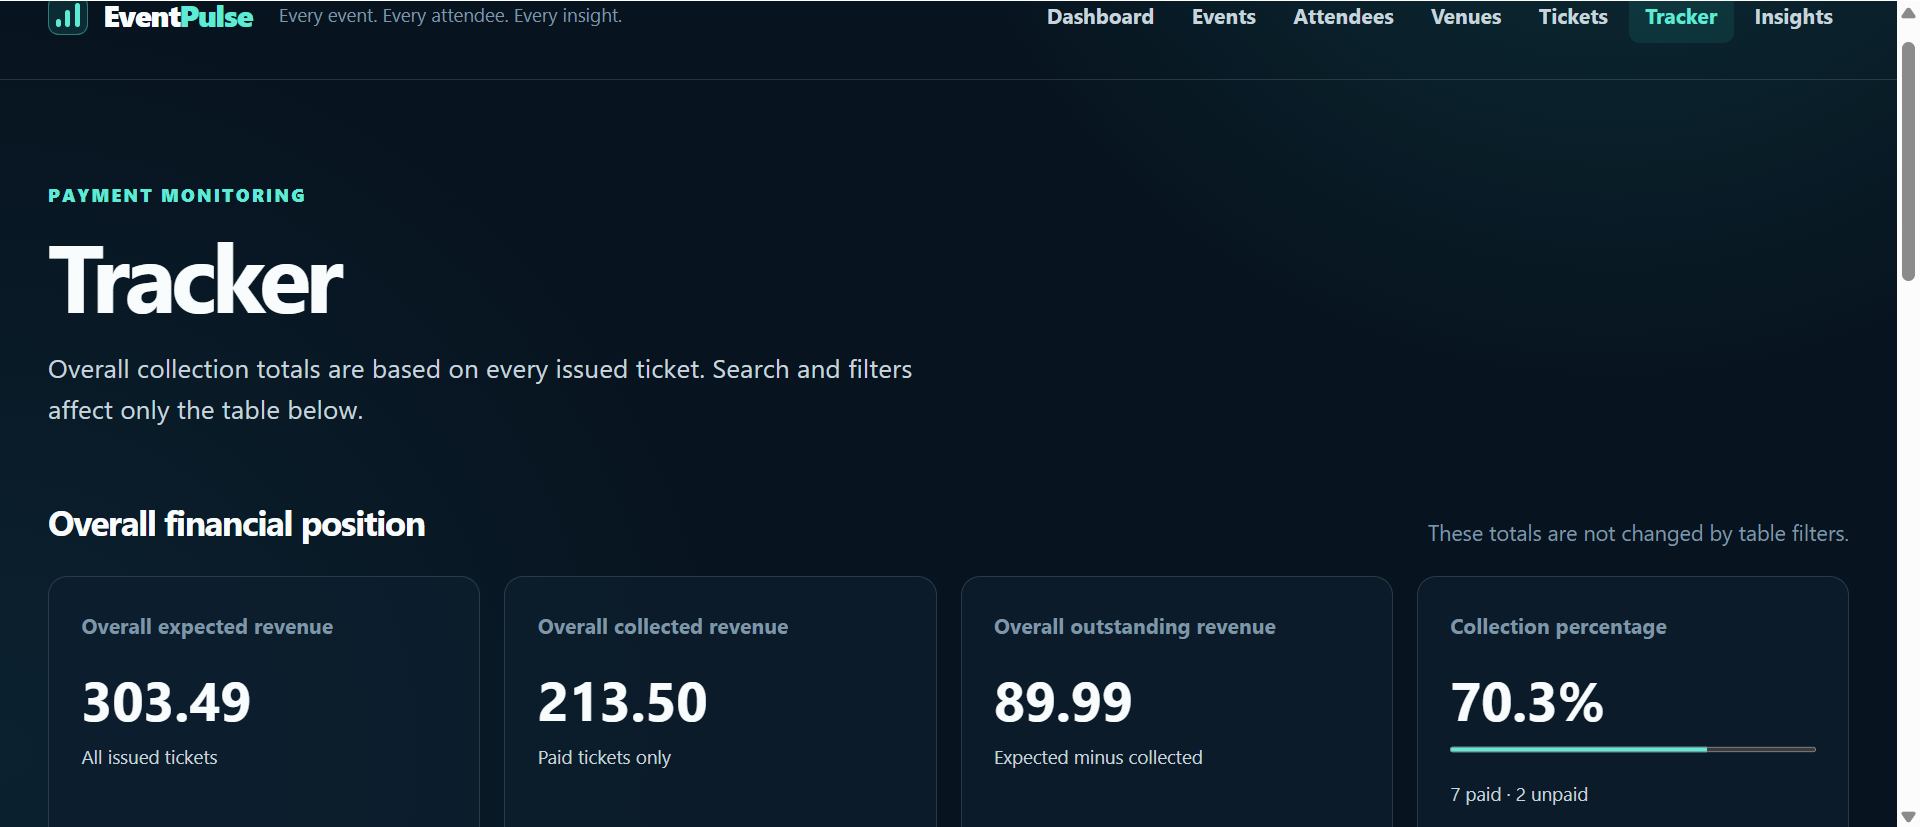 EventPulse
Every event. Every attendee. Every insight.
Dashboard
Events
Attendees
Venues
Tickets
Tracker
Insights
PAYMENT MONITORING
Tracker
Overall collection totals are based on every issued ticket. Search and filters
affect only the table below.
Overall financial position
These totals are not changed by table filters.
Overall expected revenue
303.49
All issued tickets
Overall collected revenue
213.50
Paid tickets only
Overall outstanding revenue
89.99
Expected minus collected
Collection percentage
70.3%
7 paid · 2 unpaid